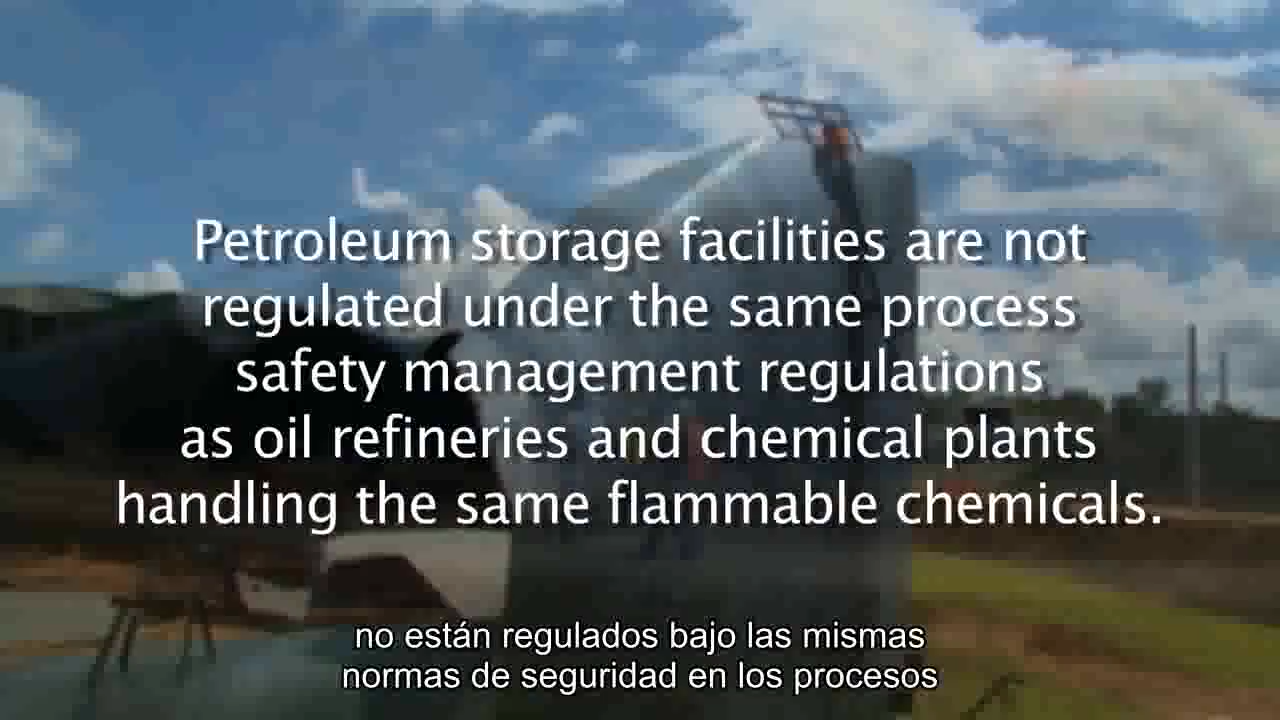 Petroleum storage facilities are not
regulated under the same process
safety management regulations
as oil refineries and chemical plants
handling the same flammable chemicals.
no están regulados bajo las mismas
normas de seguridad en los procesos